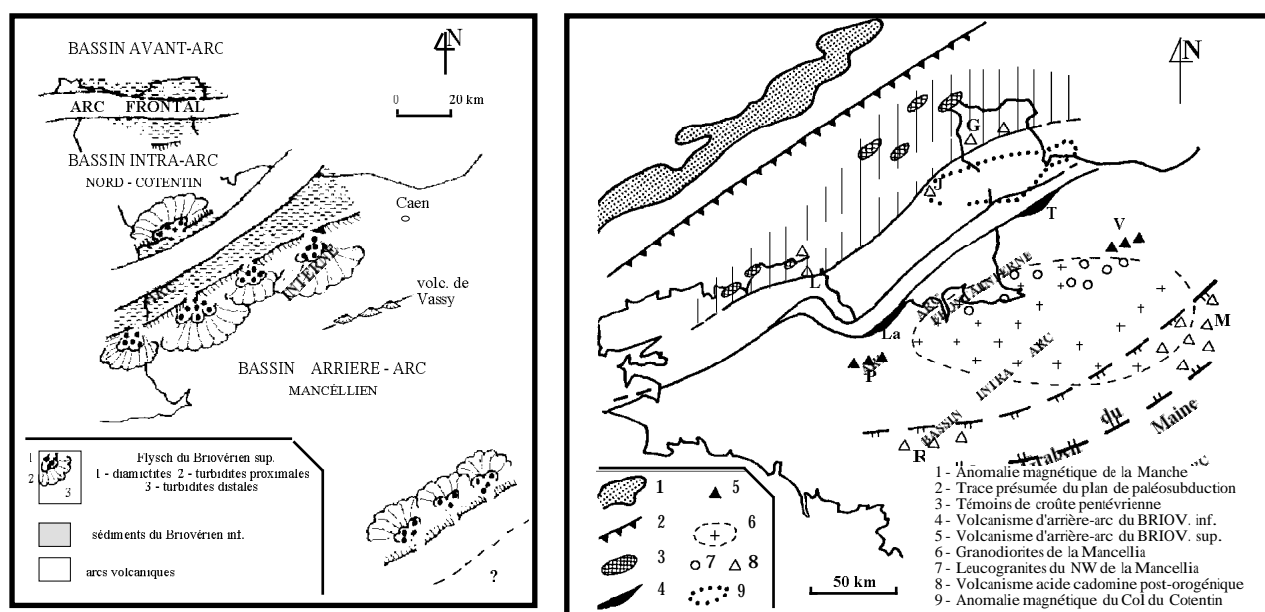 BASSIN AVANT-ARC
N
0 20 km
ARC FRONTAL
BASSIN INTRA-ARC
NORD - COTENTIN
Caen
ARC
INTERNE
volc. de
Vassy
BASSIN ARRIERE - ARC
MANCÉLLIEN
1
2
3
Flysch du Briovérien sup.
1 - diamictites 2 - turbidites proximales
3 - turbidites distales
sédiments du Briovérien inf.
arcs volcaniques
?
N
G
J
T
V
L
La
P
M
R
ARC
INTERNE
BASSIN INTRA - ARC
du
Maine
1
2
3
4
5
6
7
8
9
50 km
1 - Anomalie magnétique de la Manche
2 - Trace présumée du plan de paléosubduction
3 - Témoins de croûte pentévrienne
4 - Volcanisme d'arrière-arc du BRIOV. inf.
5 - Volcanisme d'arrière-arc du BRIOV. sup.
6 - Granodiorites de la Mancellia
7 - Leucogranites du NW de la Mancellia
8 - Volcanisme acide cadomine post-orogénique
9 - Anomalie magnétique du Col du Cotentin